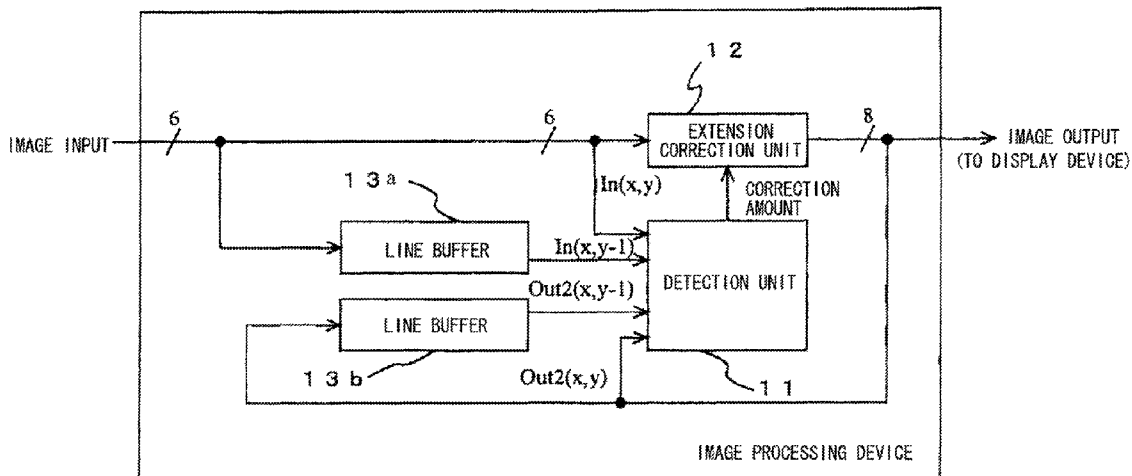 1 2
6
6
8
IMAGE INPUT
EXTENSION
CORRECTION UNIT
IMAGE OUTPUT
(TO DISPLAY DEVICE)
In(x,y)
CORRECTION
AMOUNT
1 3 a
LINE BUFFER
In(x,y-1)
DETECTION UNIT
Out2(x,y-1)
LINE BUFFER
1 3 b
Out2(x,y)
1 1
IMAGE PROCESSING DEVICE